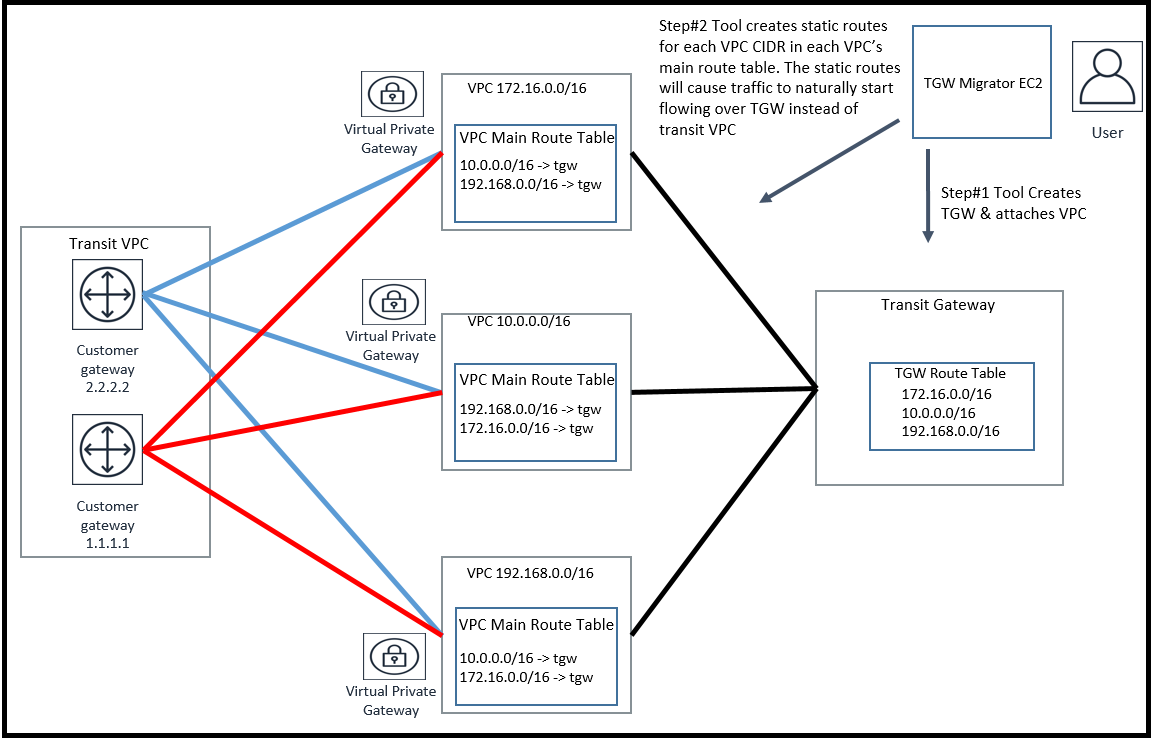 Step#2 Tool creates static routes
for each VPC CIDR in each VPC’s
main route table. The static routes
will cause traffic to naturally start
flowing over TGW instead of
transit VPC
TGW Migrator EC2
User
Step#1 Tool Creates
TGW & attaches VPC
Virtual Private
Gateway
VPC 172.16.0.0/16
VPC Main Route Table
10.0.0.0/16 -> tgw
192.168.0.0/16 -> tgw
Transit VPC
Customer
gateway
2.2.2.2
Customer
gateway
1.1.1.1
Virtual Private
Gateway
VPC 10.0.0.0/16
VPC Main Route Table
192.168.0.0/16 -> tgw
172.16.0.0/16 -> tgw
Transit Gateway
TGW Route Table
172.16.0.0/16
10.0.0.0/16
192.168.0.0/16
VPC 192.168.0.0/16
VPC Main Route Table
10.0.0.0/16 -> tgw
172.16.0.0/16 -> tgw
Virtual Private
Gateway